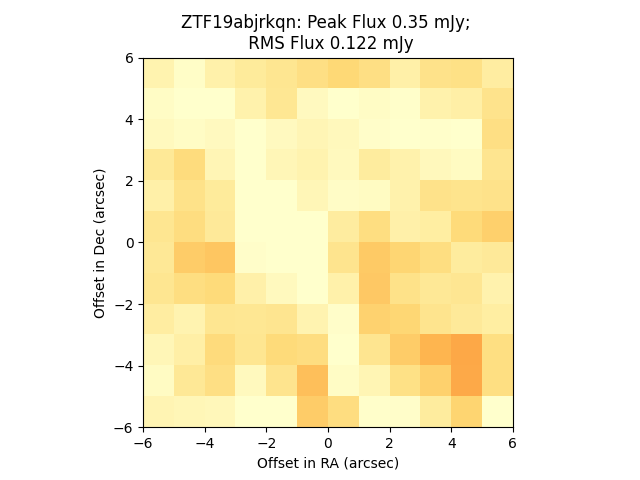 ZTF19abjrkqn: Peak Flux 0.35 mJy;
RMS Flux 0.122 mJy
6
4
2
0
−2
−4
−6
Offset in Dec (arcsec)
−6 −4 −2 0 2 4 6
Offset in RA (arcsec)